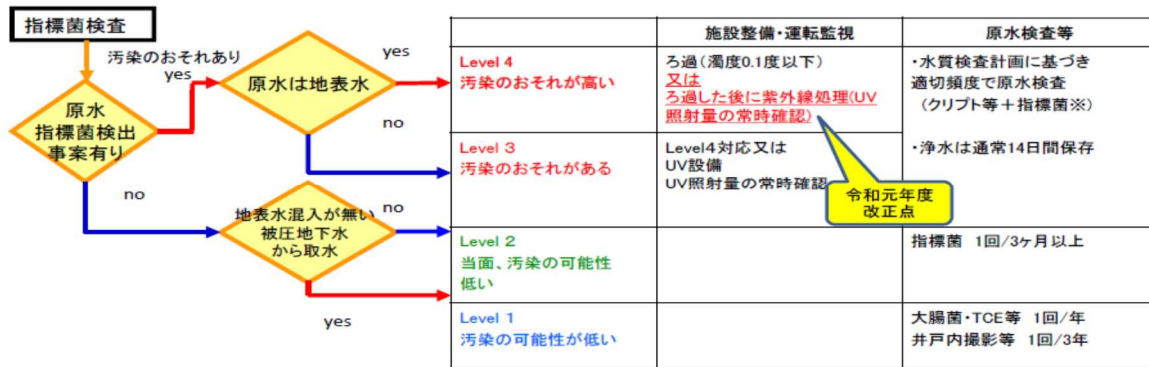 指標菌検査
汚染のおそれあり
yes
原水
指標菌検出
事案有り
原水は地表水
yes
no
no
地表水混入が無い
被圧地下水
から取水
no
yes
施設整備・運転監視
原水検査等
Level 4
汚染のおそれが高い
ろ過(濁度0.1度以下)
又は
ろ過した後に紫外線処理(UV
照射量の常時確認)
・水質検査計画に基づき
適切頻度で原水検査
(クリプト等＋指標菌※)
Level 3
汚染のおそれがある
Level4対応又は
UV設備
UV照射量の常時確認
・浄水は通常14日間保存
令和元年度
改正点
Level 2
当面、汚染の可能性
低い
指標菌 1回/3ヶ月以上
Level 1
汚染の可能性が低い
大腸菌・TCE等 1回/年
井戸内撮影等 1回/3年